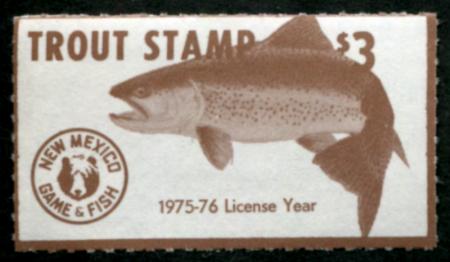 TROUT STAMP $3
NEW MEXICO
GAME & FISH
1975-76 License Year